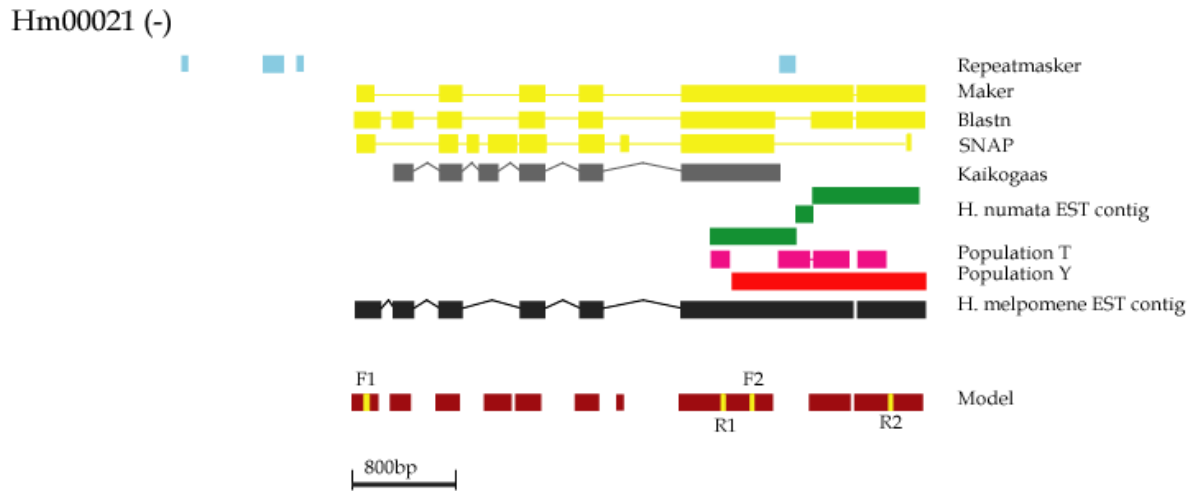 Hm00021 (-)
Repeatmasker
Maker
Blastn
SNAP
Kaikogaas
H. numata EST contig
Population T
Population Y
H. melpomene EST contig
F1
F2
Model
R1
R2
800bp